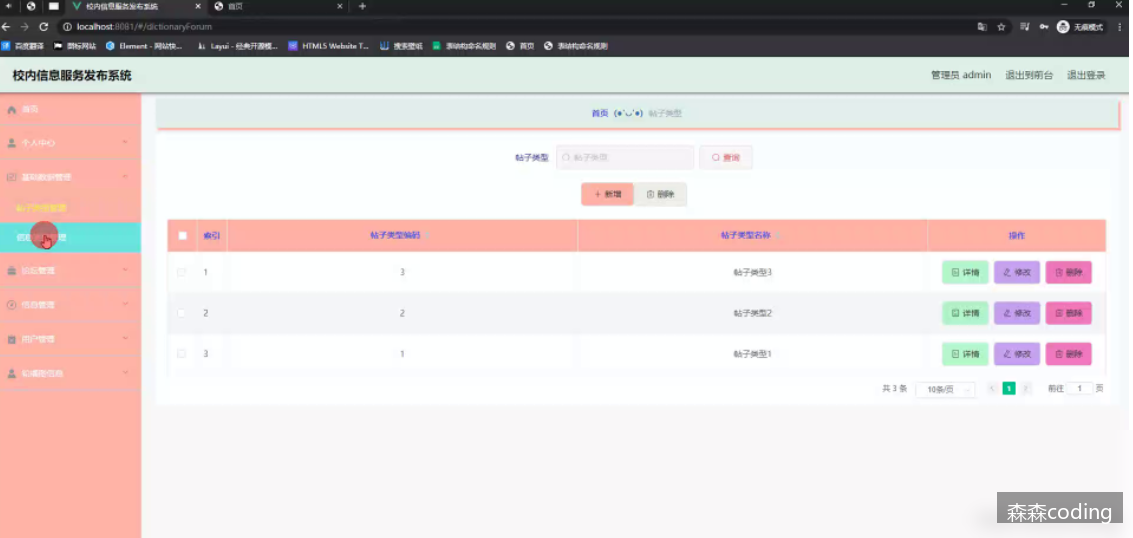 校内信息服务发布系统
首页
localhost:8081/#/dictionaryForum
无痕模式
百度翻译
图标网站
Element - 网站快...
Layui - 经典开源模...
HTML5 Website T...
搜索壁纸
表结构命名规则
首页
表结构命名规则
校内信息服务发布系统
管理员 admin
退出到前台
退出登录
首页
个人中心
基础数据管理
帖子类型管理
论坛管理
信息管理
用户管理
轮播图信息
首页 (●'◡'●) 帖子类型
帖子类型
帖子类型
查询
+ 新增
删除
索引 帖子类型编码 帖子类型名称 操作
1 3 帖子类型3 详情 修改 删除
2 2 帖子类型2 详情 修改 删除
3 1 帖子类型1 详情 修改 删除
共 3 条 10条/页 < 1 > 前往 1 页
森森coding